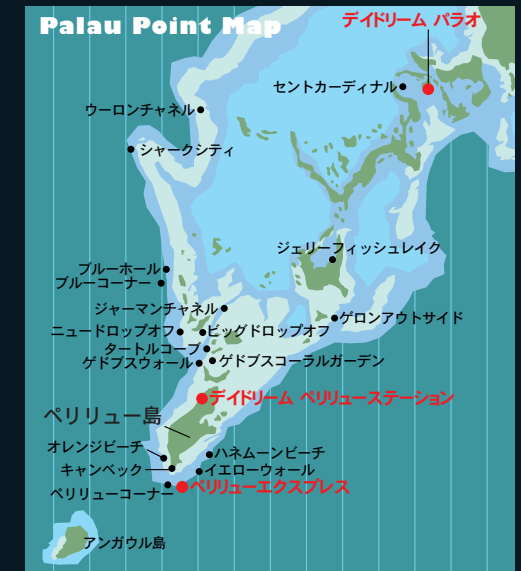 Palau Point Map
デイドリーム パラオ
セントカーディナル
ウーロンチャネル
シャークシティ
ジェリーフィッシュレイク
ブルーホール
ブルーコーナー
ジャーマンチャネル
ゲロンアウトサイド
ニュードロップオフ
ビッグドロップオフ
タートルコーブ
ゲドブスウォール
ゲドブスコーラルガーデン
デイドリーム ペリリューステーション
ペリリュー島
オレンジビーチ
ハネムーンビーチ
キャンベック
イエローウォール
ペリリューコーナー
ペリリューエクスプレス
アンガウル島